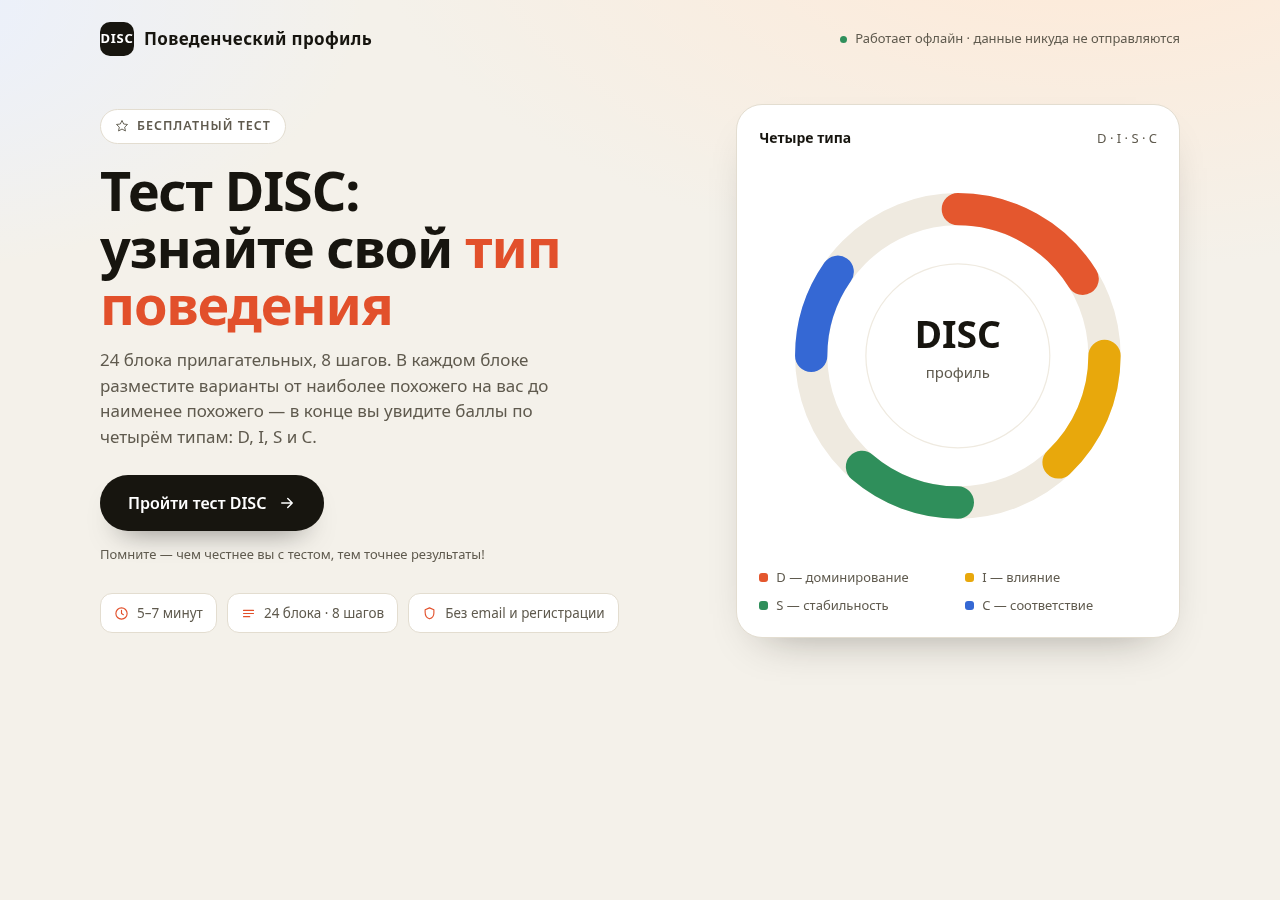 DISC Поведенческий профиль
Работает офлайн · данные никуда не отправляются
БЕСПЛАТНЫЙ ТЕСТ
Тест DISC:
узнайте свой тип
поведения
24 блока прилагательных, 8 шагов. В каждом блоке
разместите варианты от наиболее похожего на вас до
наименее похожего — в конце вы увидите баллы по
четырём типам: D, I, S и C.
Пройти тест DISC →
Помните — чем честнее вы с тестом, тем точнее результаты!
5–7 минут
24 блока · 8 шагов
Без email и регистрации
Четыре типа
D · I · S · C
DISC
профиль
D — доминирование
I — влияние
S — стабильность
C — соответствие